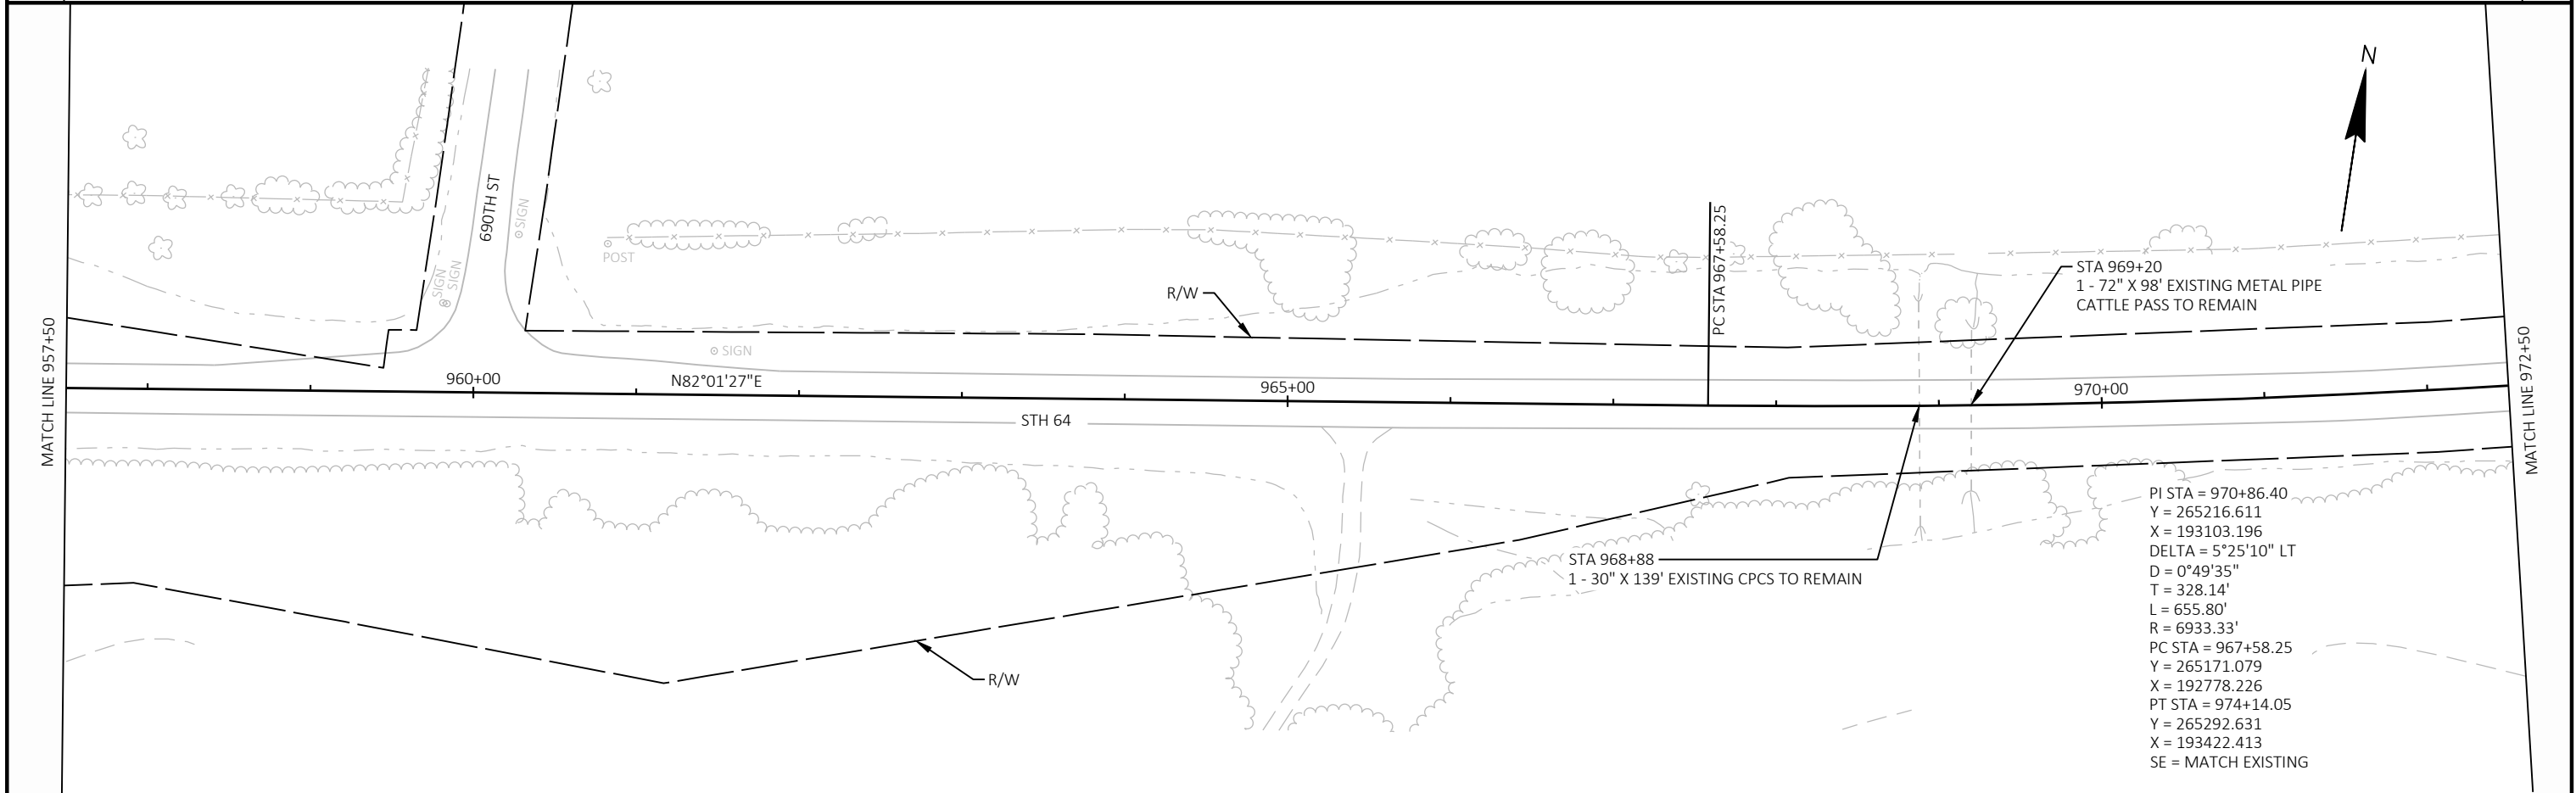 N
690TH ST
SIGN
SIGN
SIGN
POST
PC STA 967+58.25
STA 969+20
1 - 72" X 98' EXISTING METAL PIPE
CATTLE PASS TO REMAIN
R/W
MATCH LINE 957+50
SIGN
960+00
N82°01'27"E
965+00
970+00
MATCH LINE 972+50
STH 64
STA 968+88
1 - 30" X 139' EXISTING CPCS TO REMAIN
R/W
PI STA = 970+86.40
Y = 265216.611
X = 193103.196
DELTA = 5°25'10" LT
D = 0°49'35"
T = 328.14'
L = 655.80'
R = 6933.33'
PC STA = 967+58.25
Y = 265171.079
X = 192778.226
PT STA = 974+14.05
Y = 265292.631
X = 193422.413
SE = MATCH EXISTING